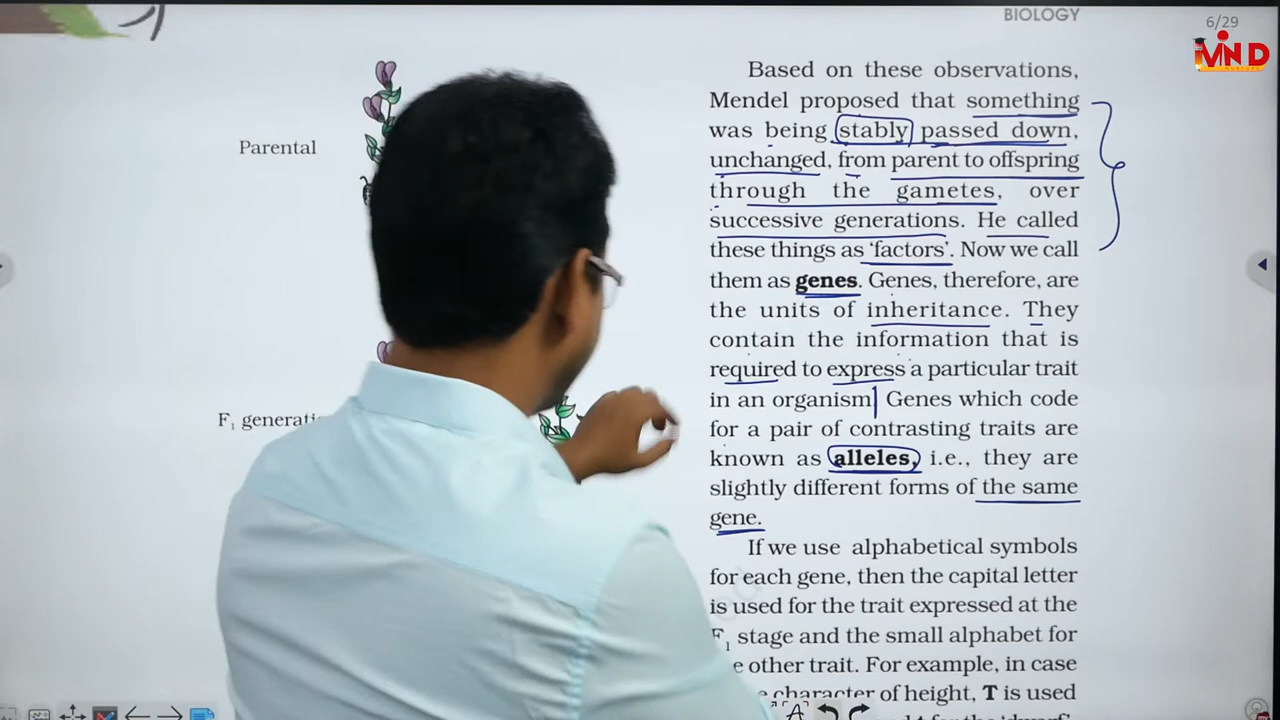 BIOLOGY
6/29
MIND
Parental
F1
Based on these observations,
Mendel proposed that something
was being stably passed down,
unchanged, from parent to offspring
through the gametes, over
successive generations. He called
these things as ‘factors’. Now we call
them as genes. Genes, therefore, are
the units of inheritance. They
contain the information that is
required to express a particular trait
in an organism Genes which code
for a pair of contrasting traits are
known as alleles, i.e., they are
slightly different forms of the same
gene.
If we use alphabetical symbols
for each gene, then the capital letter
is used for the trait expressed at the
F1 stage and the small alphabet for
other trait. For example, in case
character of height, T is used